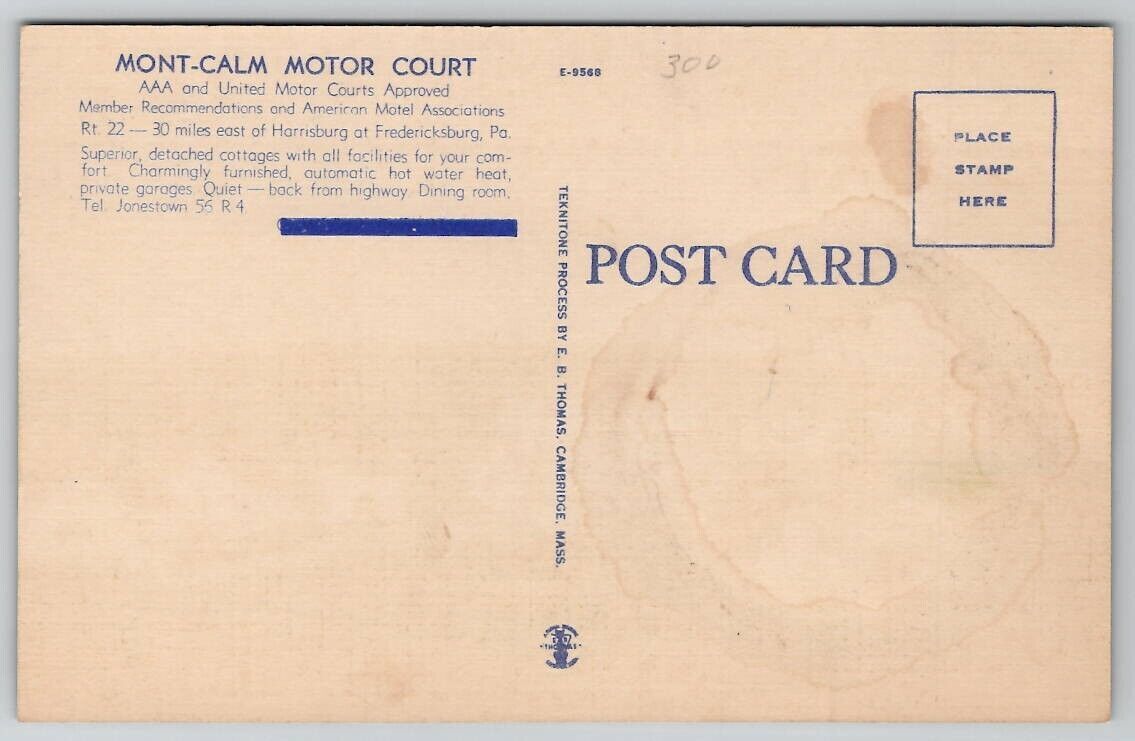 MONT-CALM MOTOR COURT
AAA and United Motor Courts Approved
Member Recommendations and American Motel Associations
Rt. 22 — 30 miles east of Harrisburg at Fredericksburg, Pa.
Superior, detached cottages with all facilities for your com-
fort. Charmingly furnished, automatic hot water heat,
private garages. Quiet — back from highway. Dining room.
Tel. Jonestown 56 R 4
E-9568
300
PLACE
STAMP
HERE
POST CARD
TEKNITONE PROCESS BY E. B. THOMAS, CAMBRIDGE, MASS.
THOMAS